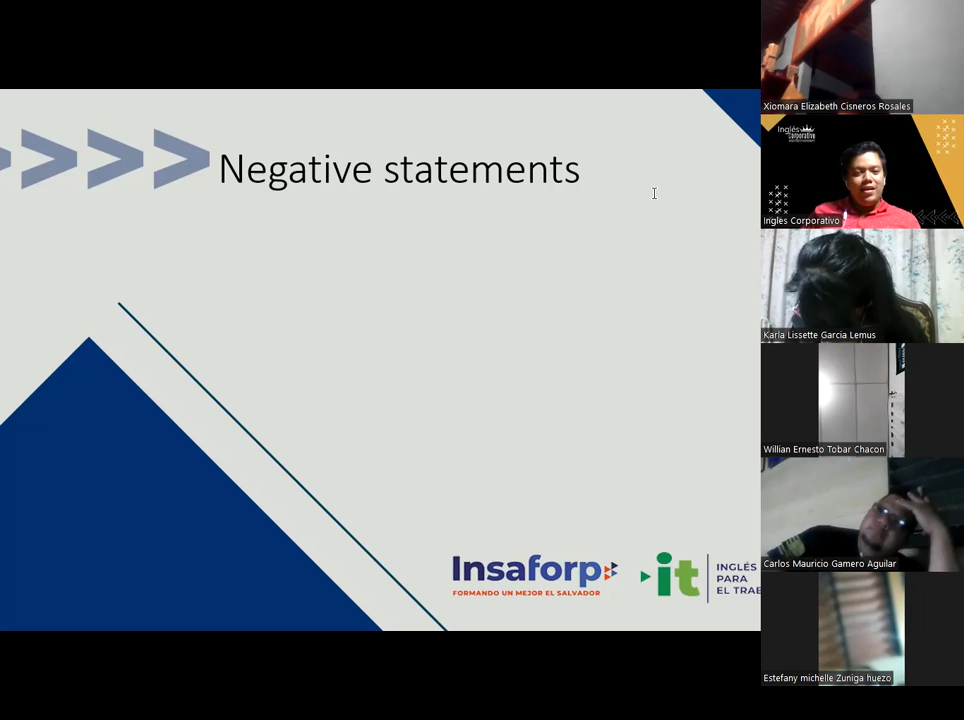 Negative statements
Insaforp
FORMANDO UN MEJOR EL SALVADOR
it
INGLÉS
PARA
EL TRAB
Xiomara Elizabeth Cisneros Rosales
Inglés
Corporativo
Ingles Corporativo
Karla Lissette Garcia Lemus
Willian Ernesto Tobar Chacon
Carlos Mauricio Gamero Aguilar
Estefany michelle Zuniga huezo